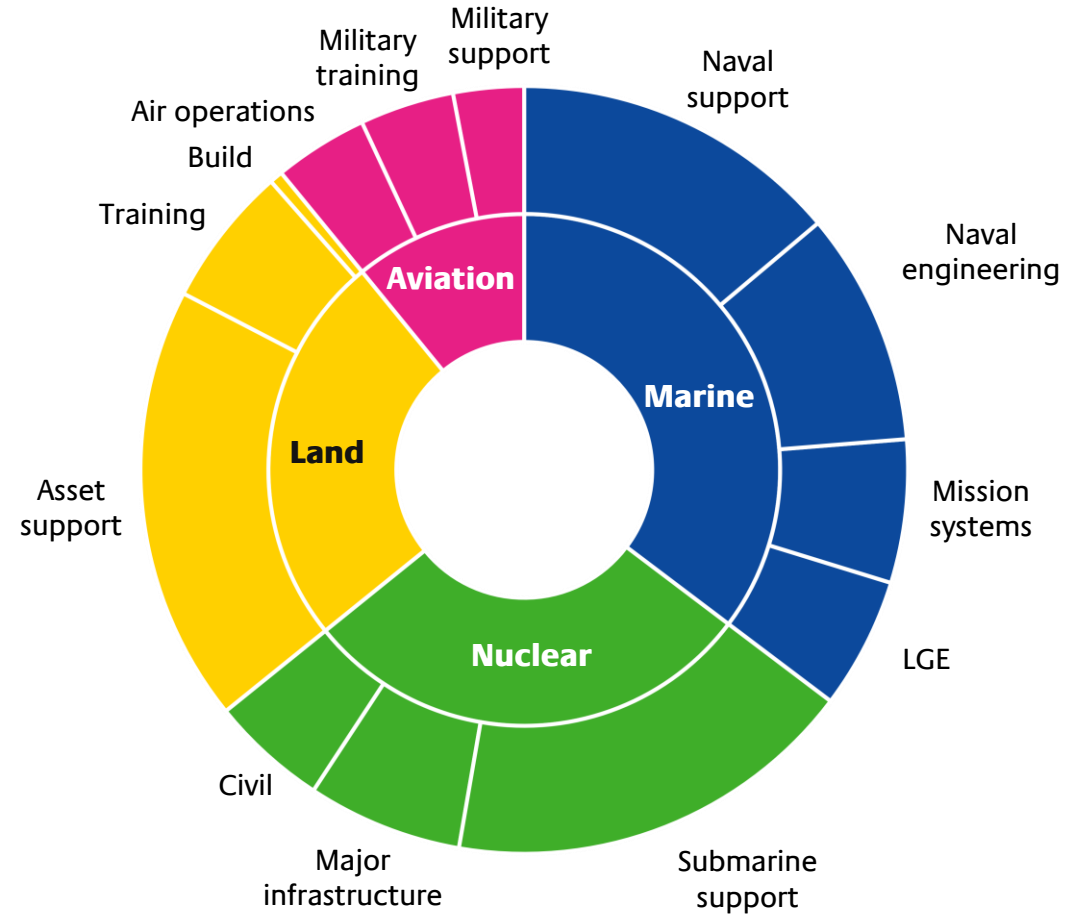 Military
support
Military
training
Naval
support
Air operations
Build
Training
Naval
engineering
Aviation
Marine
Land
Asset
support
Mission
systems
Nuclear
LGE
Civil
Major
infrastructure
Submarine
support